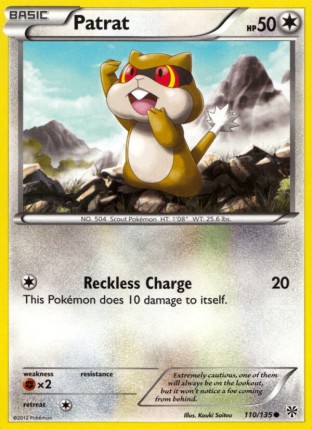 BASIC
Patrat
HP50
NO. 504 Scout Pokémon. HT: 1'08" WT: 25.6 lbs.
Reckless Charge 20
This Pokémon does 10 damage to itself.
weakness
resistance
×2
retreat
Extremely cautious, one of them
will always be on the lookout,
but it won't notice a foe coming
from behind.
©2012 Pokémon
Illus. Kouki Saitou
110/135